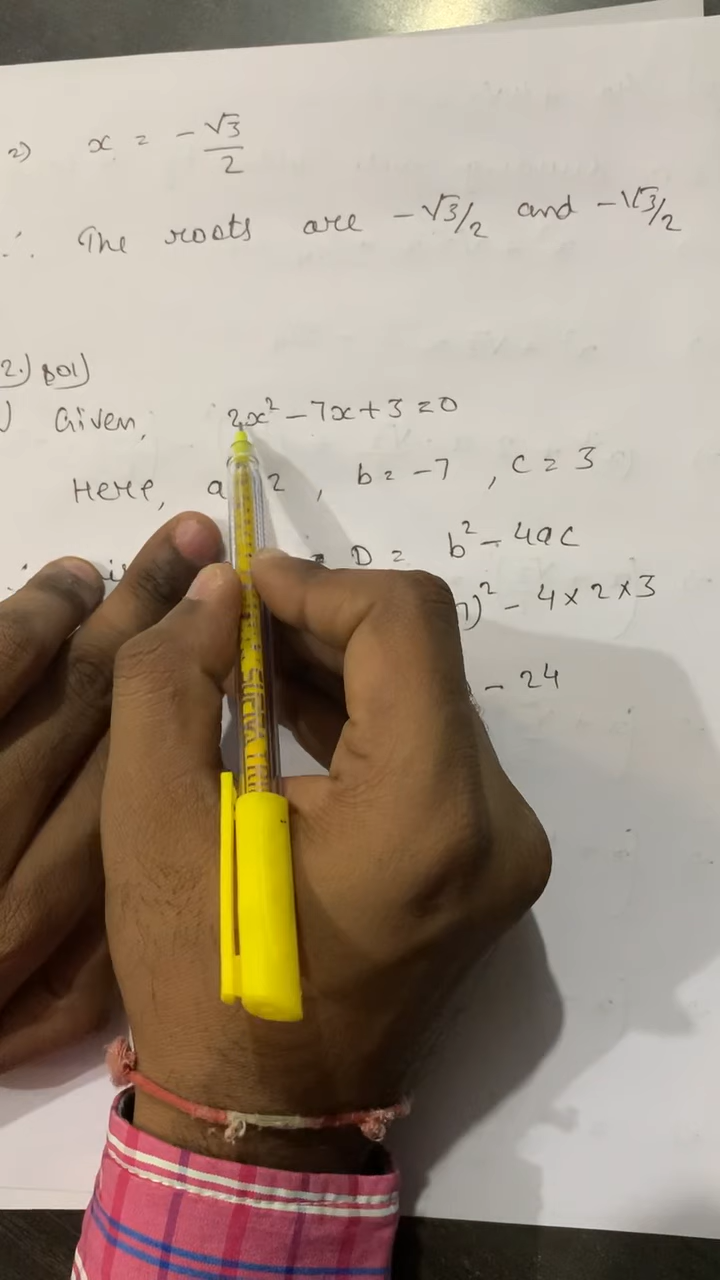 2) x = -√3/2
∴ The roots are -√3/2 and -√3/2
2.) Sol)
) Given, 2x² - 7x + 3 = 0
Here, a 2 , b = -7 , c = 3
D = b² - 4ac
)² - 4 × 2 × 3
- 24